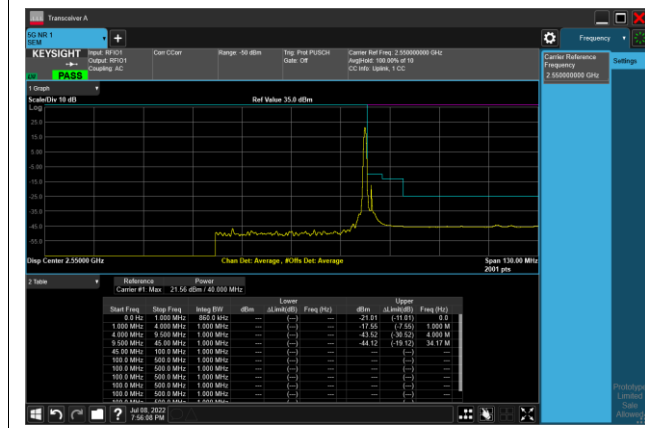 Transceiver A
5G NR 1
SEM
Frequency
KEYSIGHT
Input: RFIO1
Output: RFIO1
Coupling: AC
Corr CCorr
Range: -50 dBm
Trig: Prot PUSCH
Gate: Off
Carrier Ref Freq: 2.550000000 GHz
Avg|Hold: 100.00% of 10
CC Info: Uplink, 1 CC
PASS
Carrier Reference
Frequency
2.550000000 GHz
Settings
1 Graph
Scale/Div 10 dB
Ref Value 35.0 dBm
Log
25.0
15.0
5.00
-5.00
-15.0
-25.0
-35.0
-45.0
-55.0
Disp Center 2.55000 GHz
Chan Det: Average , #Offs Det: Average
Span 130.00 MHz
2001 pts
2 Table
Reference Power
Carrier #1: Max 21.56 dBm / 40.000 MHz
Lower Upper
Start Freq Stop Freq Integ BW dBm ΔLimit(dB) Freq (Hz) dBm ΔLimit(dB) Freq (Hz)
0.0 Hz 1.000 MHz 860.0 kHz --- (---) --- -21.01 (-11.01) 0.0
1.000 MHz 4.000 MHz 1.000 MHz --- (---) --- -17.55 (-7.55) 1.000 M
4.000 MHz 9.500 MHz 1.000 MHz --- (---) --- -43.52 (-30.52) 4.000 M
9.500 MHz 45.00 MHz 1.000 MHz --- (---) --- -44.12 (-19.12) 34.17 M
45.00 MHz 100.0 MHz 1.000 MHz --- (---) --- --- (---) ---
100.0 MHz 500.0 MHz 1.000 MHz --- (---) --- --- (---) ---
100.0 MHz 500.0 MHz 1.000 MHz --- (---) --- --- (---) ---
100.0 MHz 500.0 MHz 1.000 MHz --- (---) --- --- (---) ---
100.0 MHz 500.0 MHz 1.000 MHz --- (---) --- --- (---) ---
100.0 MHz 500.0 MHz 1.000 MHz --- (---) --- --- (---) ---
Jul 08, 2022
7:56:08 PM
?
Prototype
Limited
Sale
Allowed